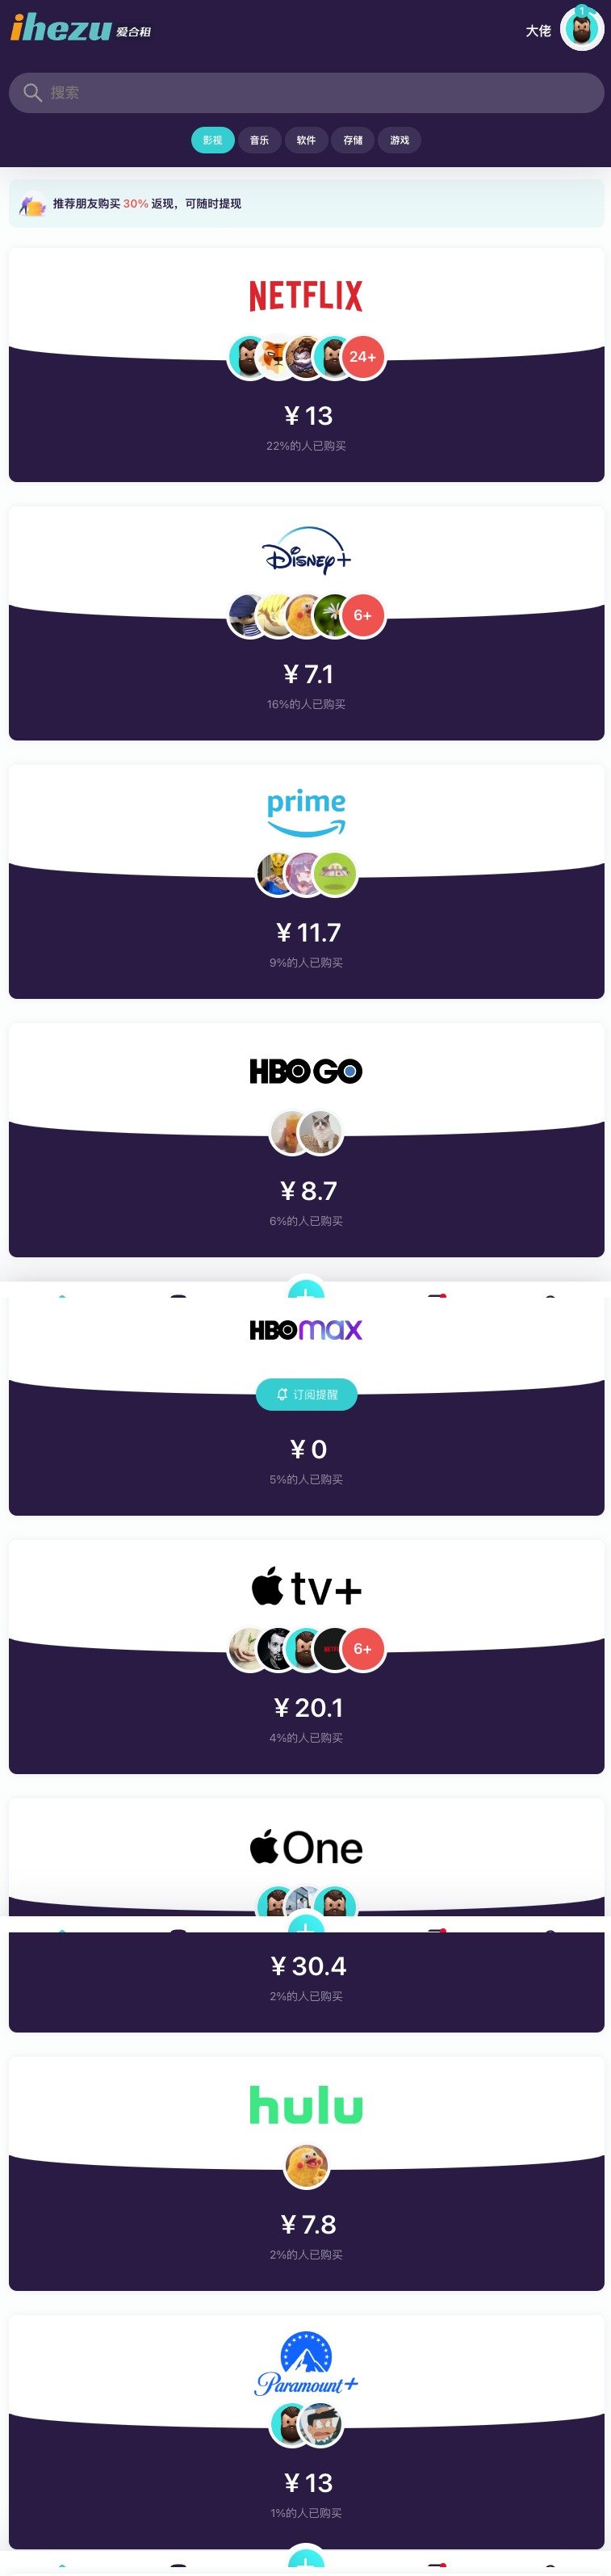 ihezu 爱合租
大佬
1
搜索
影视 音乐 软件 存储 游戏
推荐朋友购买 30% 返现，可随时提现
NETFLIX
24+
¥ 13
22%的人已购买
Disney+
6+
¥ 7.1
16%的人已购买
prime
¥ 11.7
9%的人已购买
HBO GO
¥ 8.7
6%的人已购买
HBO max
订阅提醒
¥ 0
5%的人已购买
tv+
NETFLIX
6+
¥ 20.1
4%的人已购买
One
¥ 30.4
2%的人已购买
hulu
¥ 7.8
2%的人已购买
Paramount+
¥ 13
1%的人已购买